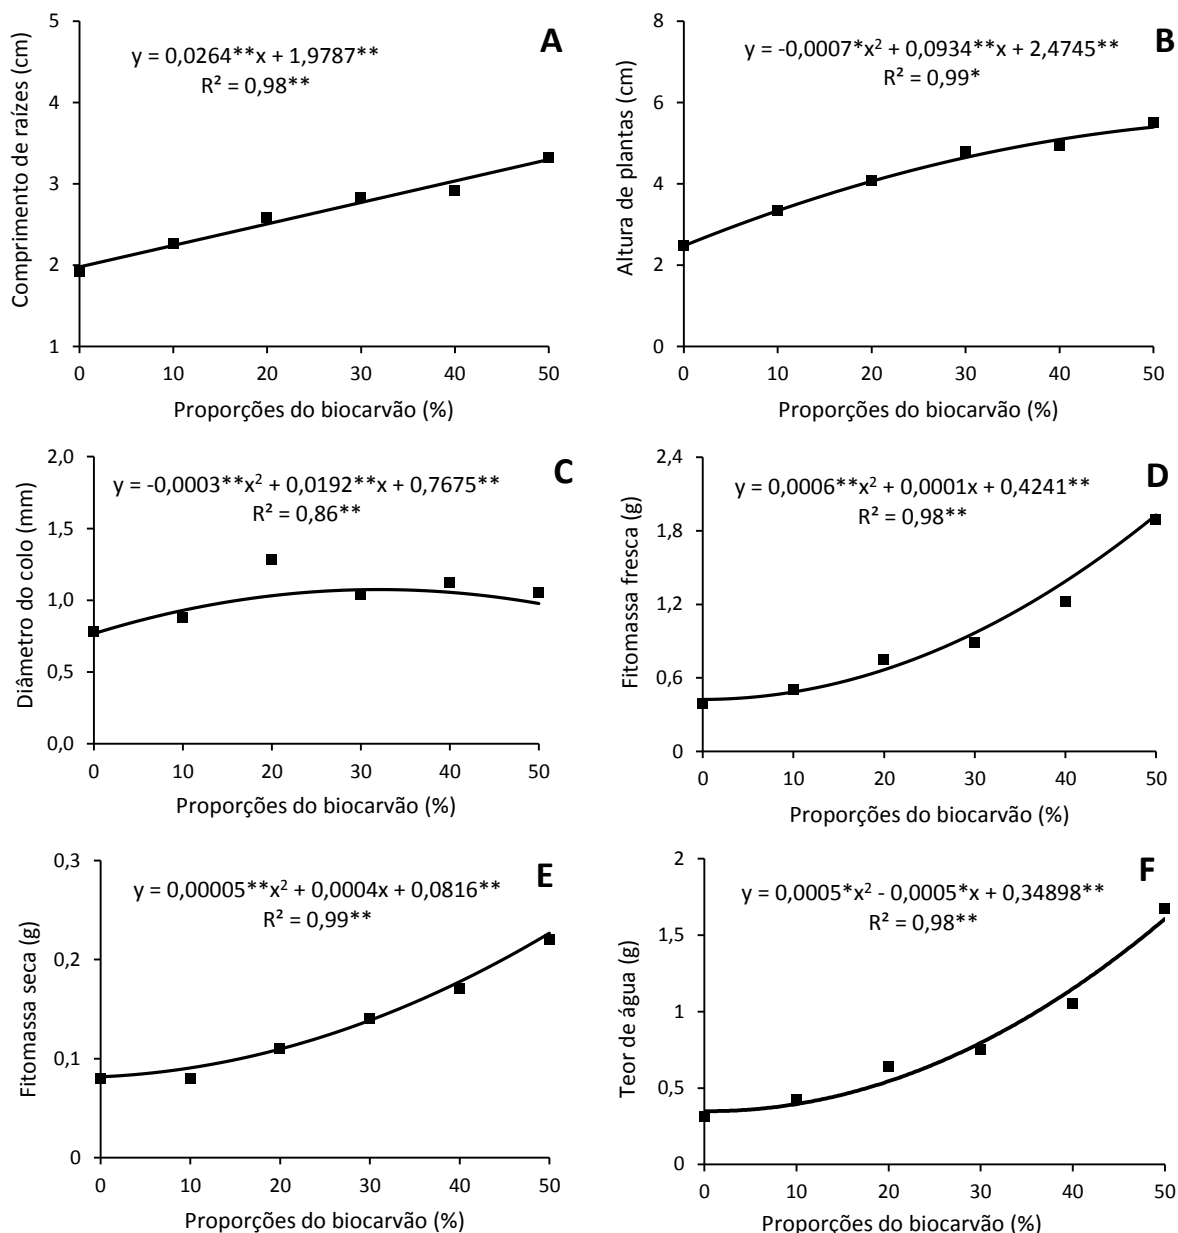 A
y = 0,0264**x + 1,9787**
R² = 0,98**
Comprimento de raízes (cm)
5
4
3
2
1
0 10 20 30 40 50
Proporções do biocarvão (%)
B
y = -0,0007*x² + 0,0934**x + 2,4745**
R² = 0,99*
Altura de plantas (cm)
8
6
4
2
0
0 10 20 30 40 50
Proporções do biocarvão (%)
C
y = -0,0003**x² + 0,0192**x + 0,7675**
R² = 0,86**
Diâmetro do colo (mm)
2,0
1,5
1,0
0,5
0,0
0 10 20 30 40 50
Proporções do biocarvão (%)
D
y = 0,0006**x² + 0,0001x + 0,4241**
R² = 0,98**
Fitomassa fresca (g)
2,4
1,8
1,2
0,6
0
0 10 20 30 40 50
Proporções do biocarvão (%)
E
y = 0,00005**x² + 0,0004x + 0,0816**
R² = 0,99**
Fitomassa seca (g)
0,3
0,2
0,1
0
0 10 20 30 40 50
Proporções do biocarvão (%)
F
y = 0,0005*x² - 0,0005*x + 0,34898**
R² = 0,98**
Teor de água (g)
2
1,5
1
0,5
0
0 10 20 30 40 50
Proporções do biocarvão (%)